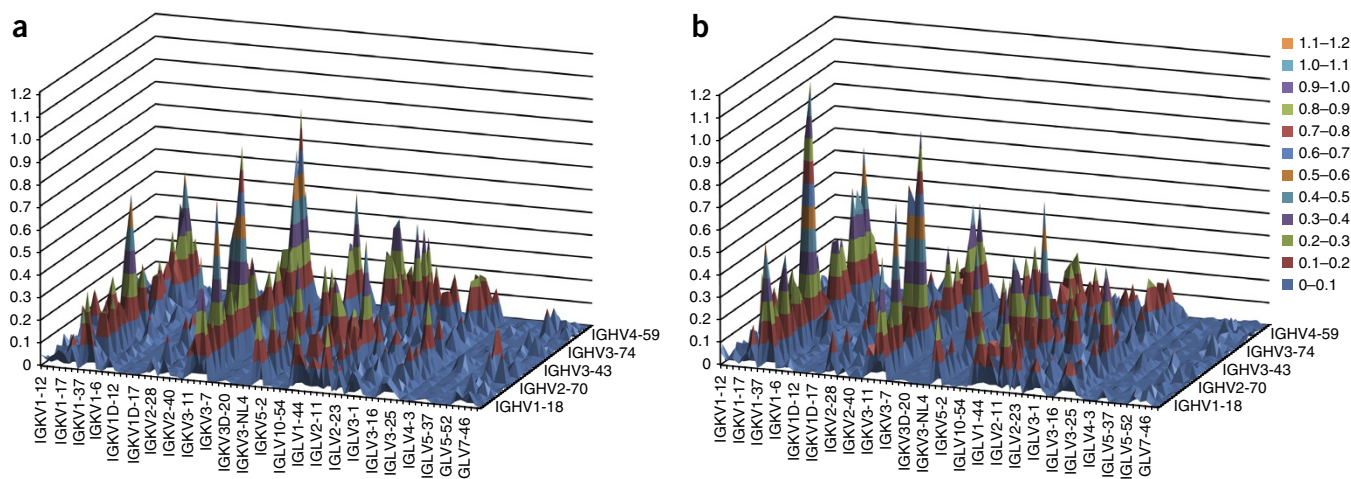 a
1.2
1.1
1.0
0.9
0.8
0.7
0.6
0.5
0.4
0.3
0.2
0.1
0
IGKV1-12
IGKV1-17
IGKV1-37
IGKV1-6
IGKV1D-12
IGKV1D-17
IGKV2-28
IGKV2-40
IGKV3-11
IGKV3-7
IGKV3D-20
IGKV3-NL4
IGKV5-2
IGLV10-54
IGLV1-44
IGLV2-11
IGLV2-23
IGLV3-1
IGLV3-16
IGLV3-25
IGLV4-3
IGLV5-37
IGLV5-52
GLV7-46
IGHV4-59
IGHV3-74
IGHV3-43
IGHV2-70
IGHV1-18
b
1.2
1.1
1.0
0.9
0.8
0.7
0.6
0.5
0.4
0.3
0.2
0.1
0
IGKV1-12
IGKV1-17
IGKV1-37
IGKV1-6
IGKV1D-12
IGKV1D-17
IGKV2-28
IGKV2-40
IGKV3-11
IGKV3-7
IGKV3D-20
IGKV3-NL4
IGKV5-2
IGLV10-54
IGLV1-44
IGLV2-11
IGLV2-23
IGLV3-1
IGLV3-16
IGLV3-25
IGLV4-3
IGLV5-37
IGLV5-52
GLV7-46
IGHV4-59
IGHV3-74
IGHV3-43
IGHV2-70
IGHV1-18
1.1–1.2
1.0–1.1
0.9–1.0
0.8–0.9
0.7–0.8
0.6–0.7
0.5–0.6
0.4–0.5
0.3–0.4
0.2–0.3
0.1–0.2
0–0.1